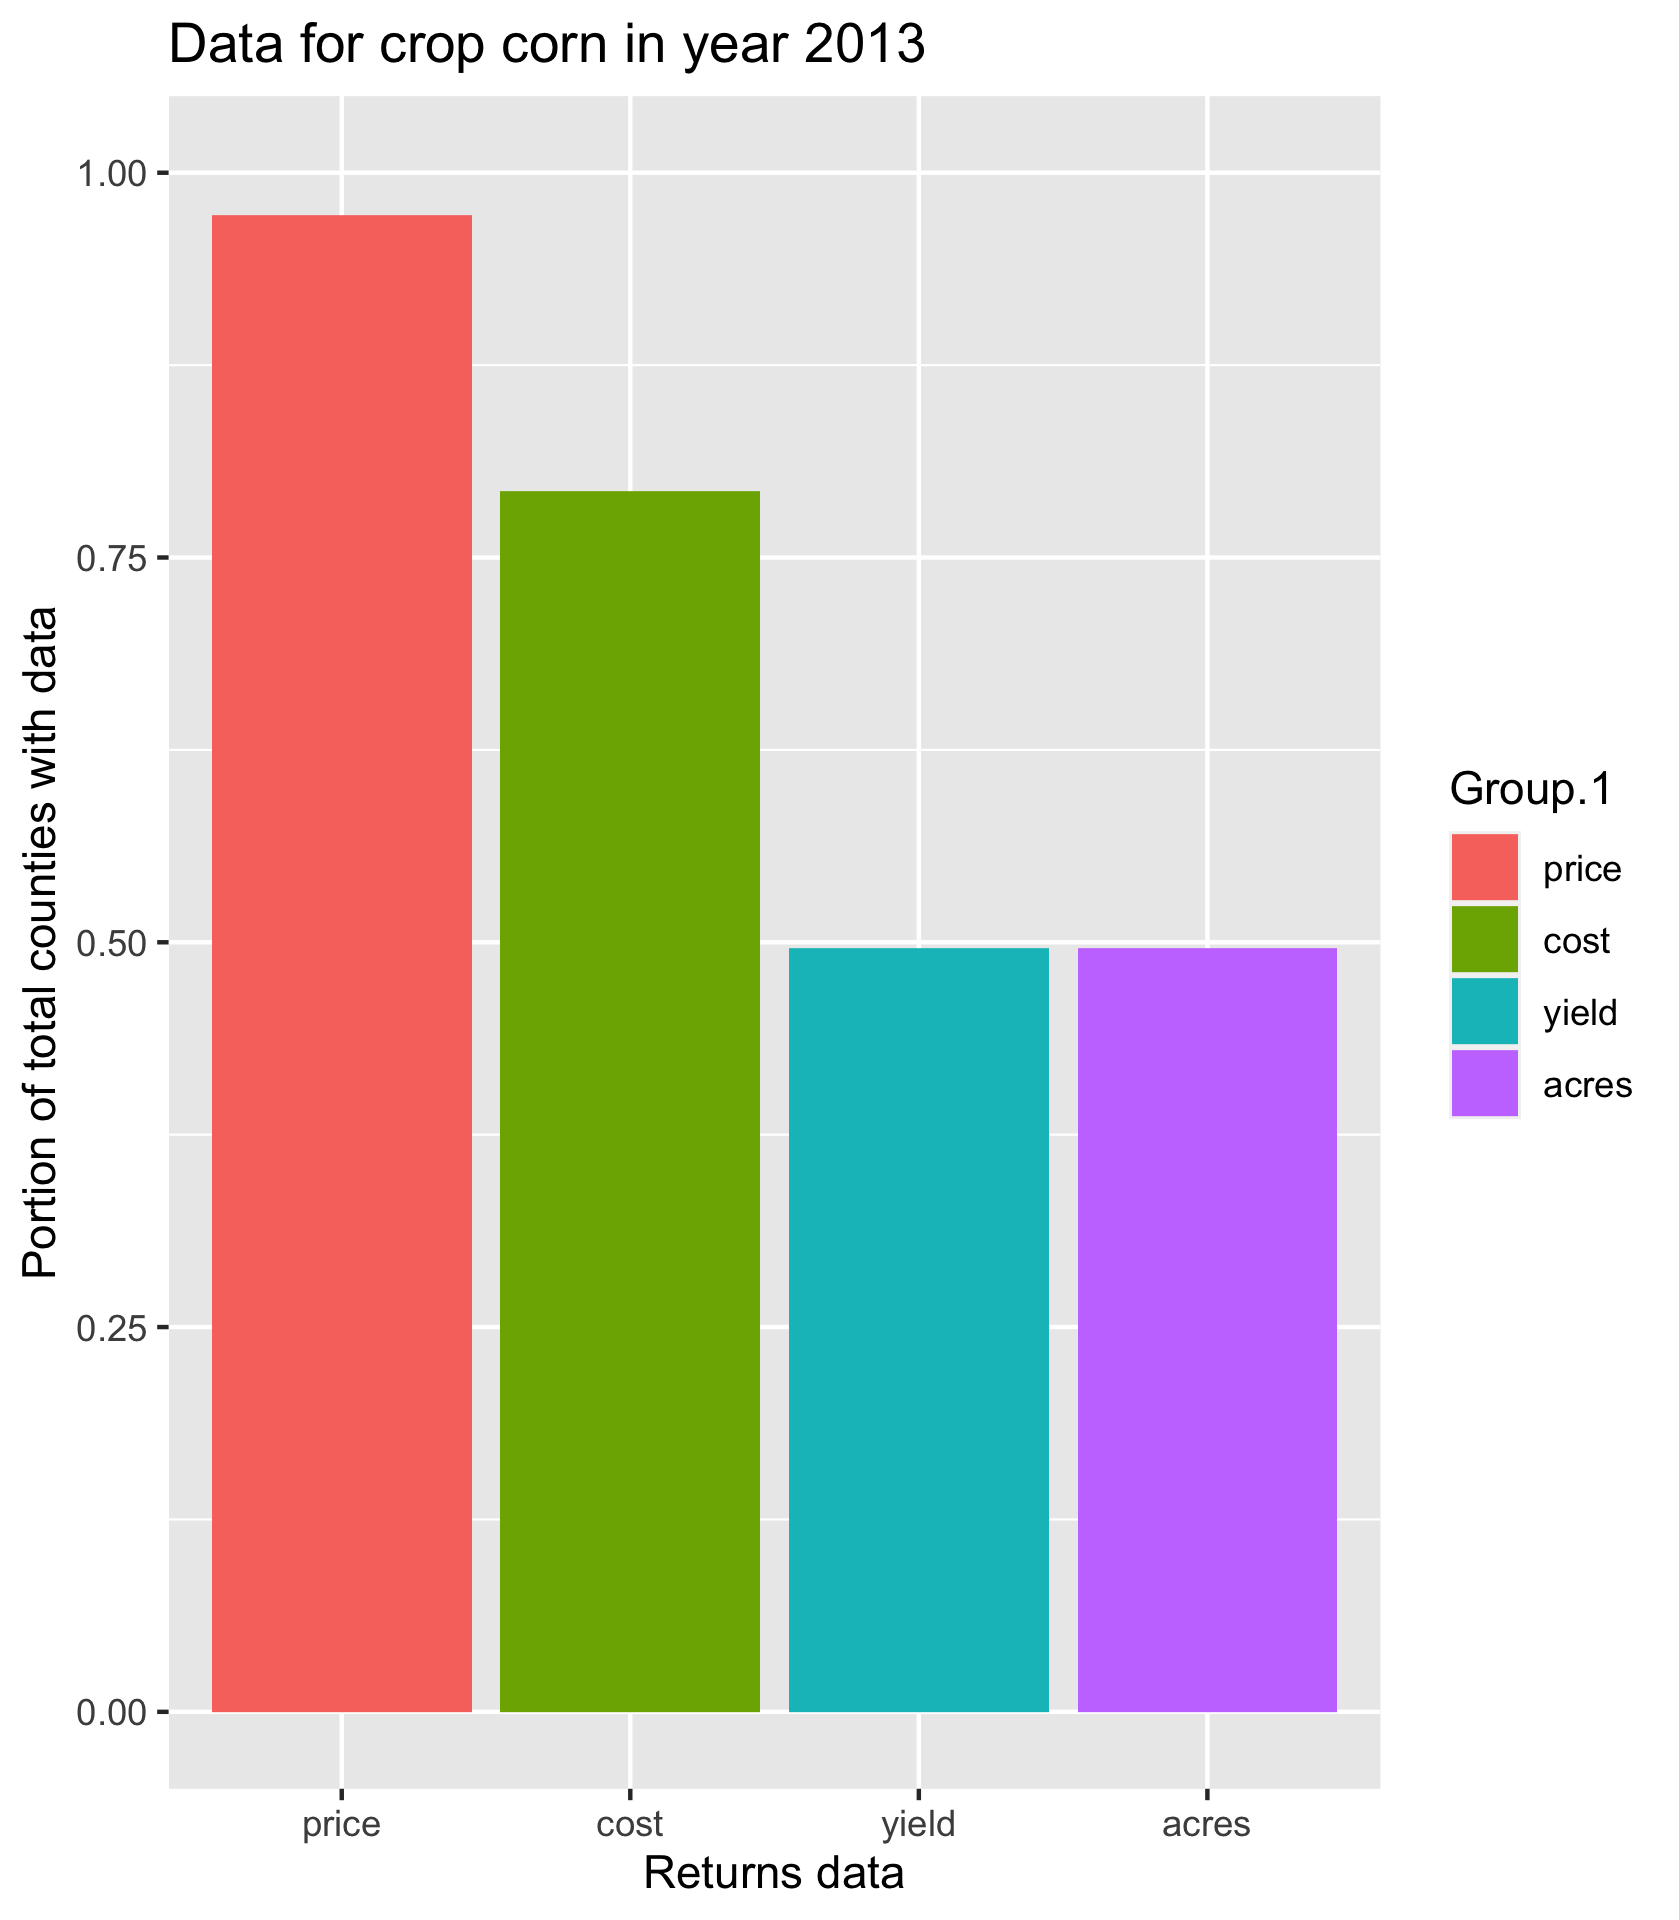 Data for crop corn in year 2013
Portion of total counties with data
1.00
0.75
0.50
0.25
0.00
price
cost
yield
acres
Returns data
Group.1
price
cost
yield
acres